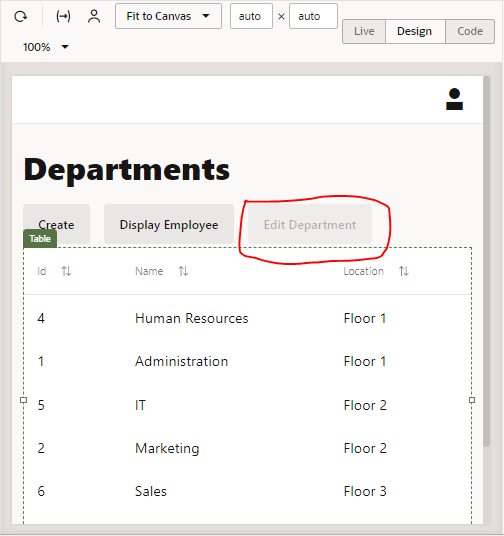 Fit to Canvas auto × auto Live Design Code
100%
Departments
Create Display Employee Edit Department
Table
Id Name Location
4 Human Resources Floor 1
1 Administration Floor 1
5 IT Floor 2
2 Marketing Floor 2
6 Sales Floor 3